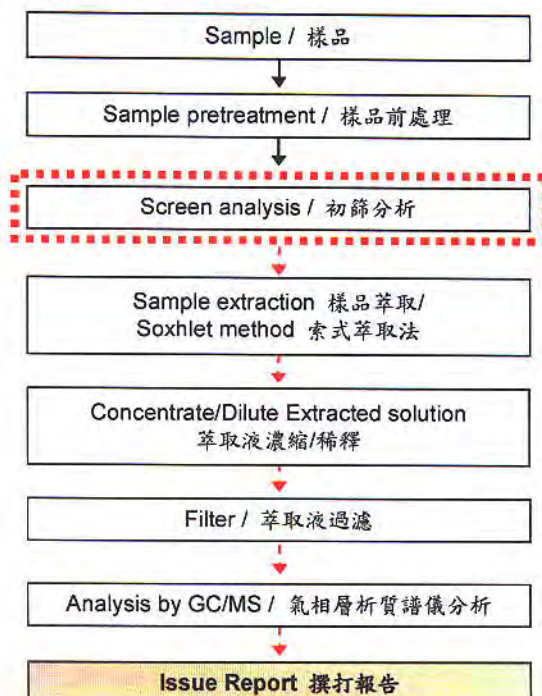 Sample / 樣品
Sample pretreatment / 樣品前處理
Screen analysis / 初篩分析
Sample extraction 樣品萃取/
Soxhlet method 索式萃取法
Concentrate/Dilute Extracted solution
萃取液濃縮/稀釋
Filter / 萃取液過濾
Analysis by GC/MS / 氣相層析質譜儀分析
Issue Report 撰打報告